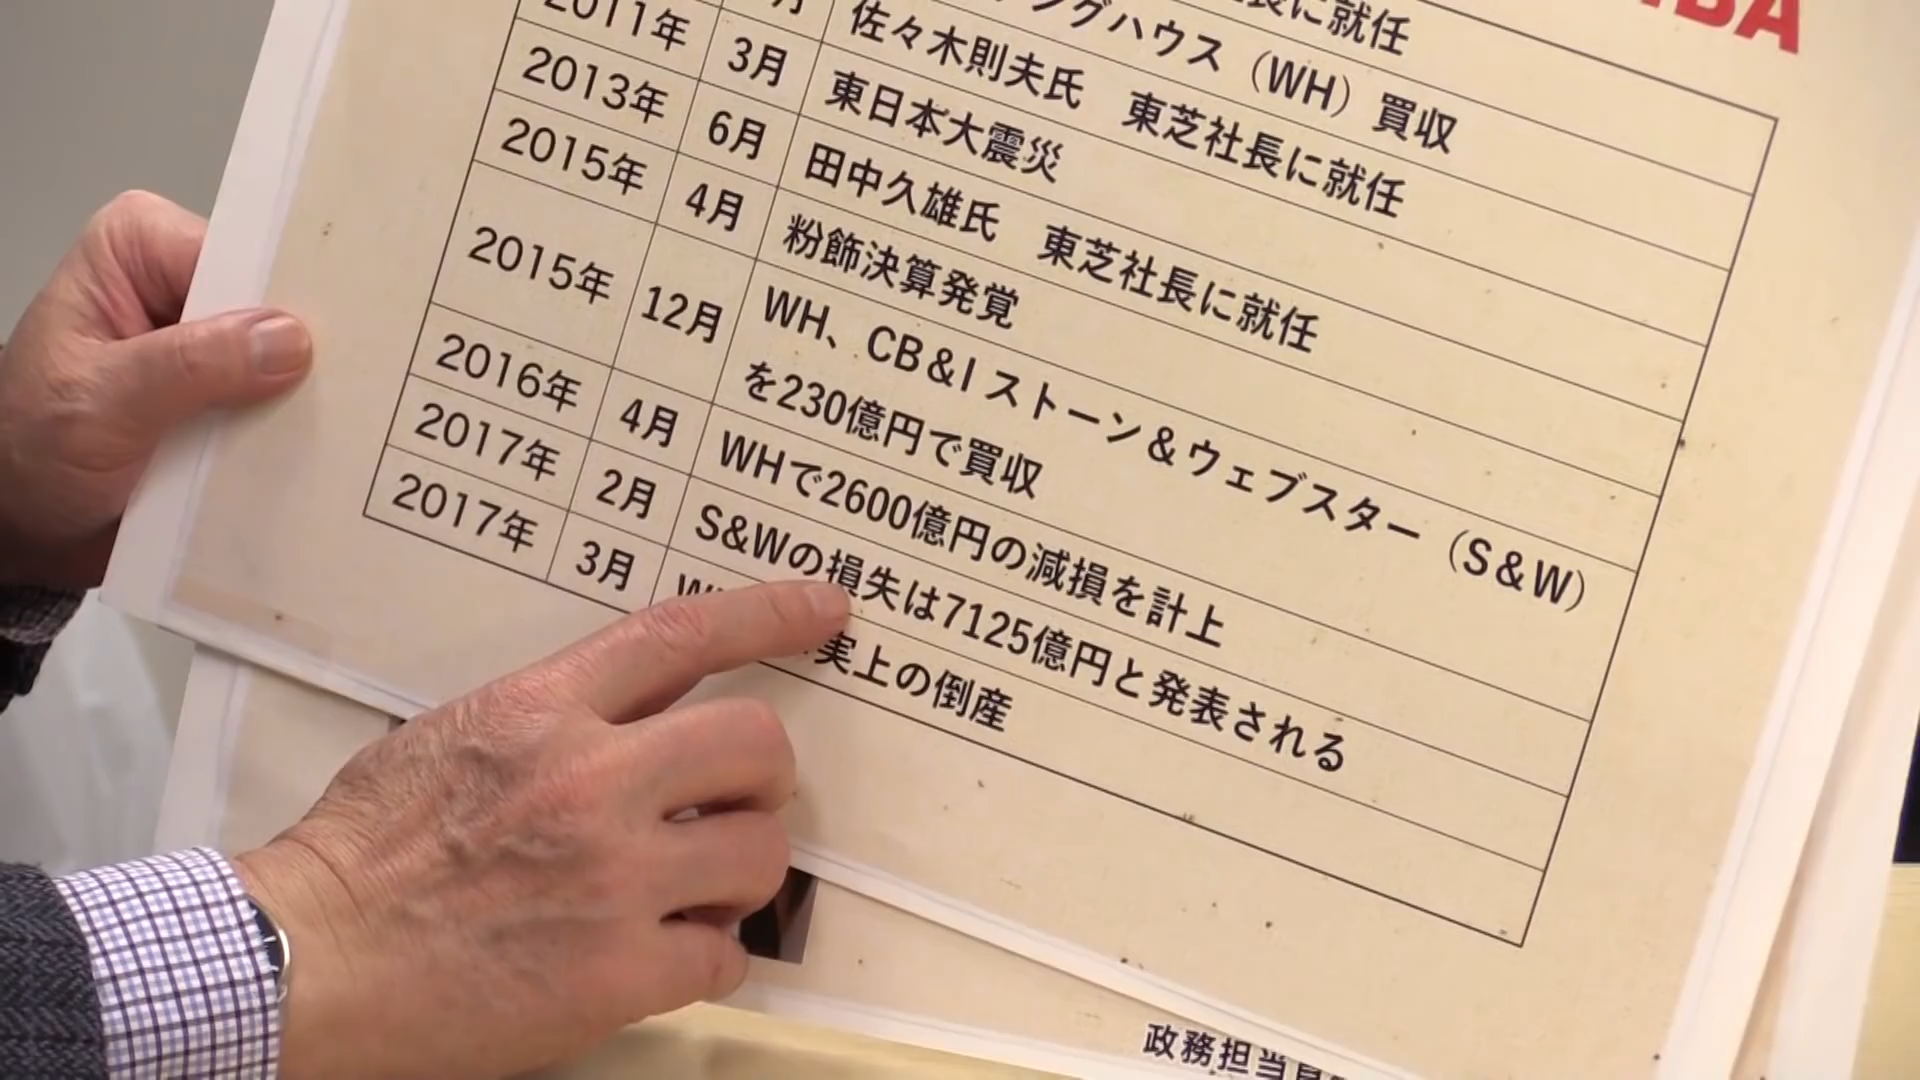 BA
長に就任
ングハウス（WH）買収
月 佐々木則夫氏 東芝社長に就任
2011年 3月 東日本大震災
2013年 6月 田中久雄氏 東芝社長に就任
2015年 4月 粉飾決算発覚
2015年 12月 WH、CB&Iストーン&ウェブスター（S&W）
を230億円で買収
2016年 4月 WHで2600億円の減損を計上
2017年 2月 S&Wの損失は7125億円と発表される
2017年 3月 実上の倒産
政務担当